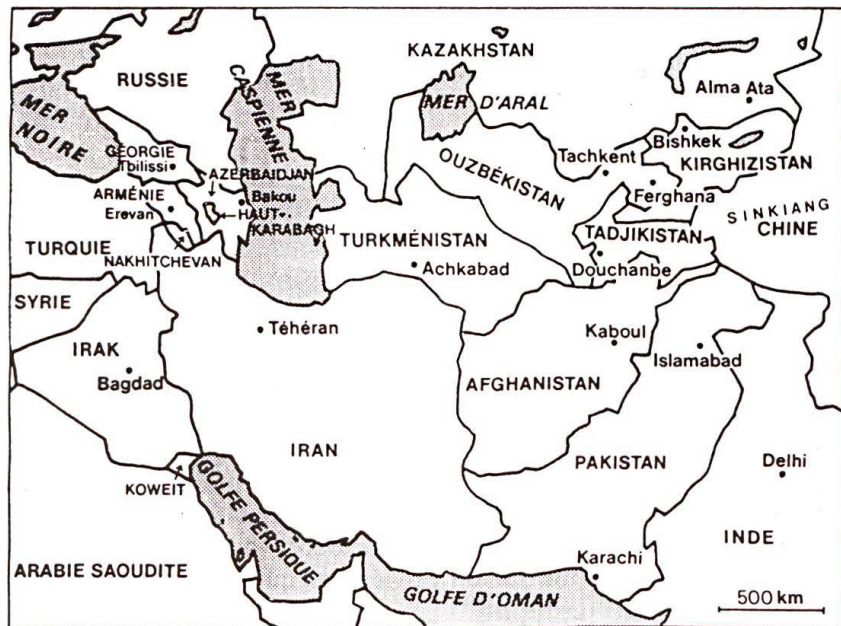 KAZAKHSTAN
RUSSIE
MER
CASPIENNE
MER D'ARAL
Alma Ata
MER
NOIRE
Bishkek
GÉORGIE
Tbilissi
KIRGHIZISTAN
Tachkent
AZERBAIDJAN
OUZBÉKISTAN
ARMÉNIE
Bakou
Ferghana
Erevan
HAUT
KARABAGH
SINKIANG
CHINE
TURQUIE
TURKMÉNISTAN
TADJIKISTAN
NAKHITCHEVAN
Achkabad
Douchanbe
SYRIE
Téhéran
Kaboul
IRAK
Islamabad
Bagdad
AFGHANISTAN
IRAN
PAKISTAN
Delhi
KOWEIT
GOLFE PERSIQUE
INDE
ARABIE SAOUDITE
Karachi
GOLFE D'OMAN
500 km